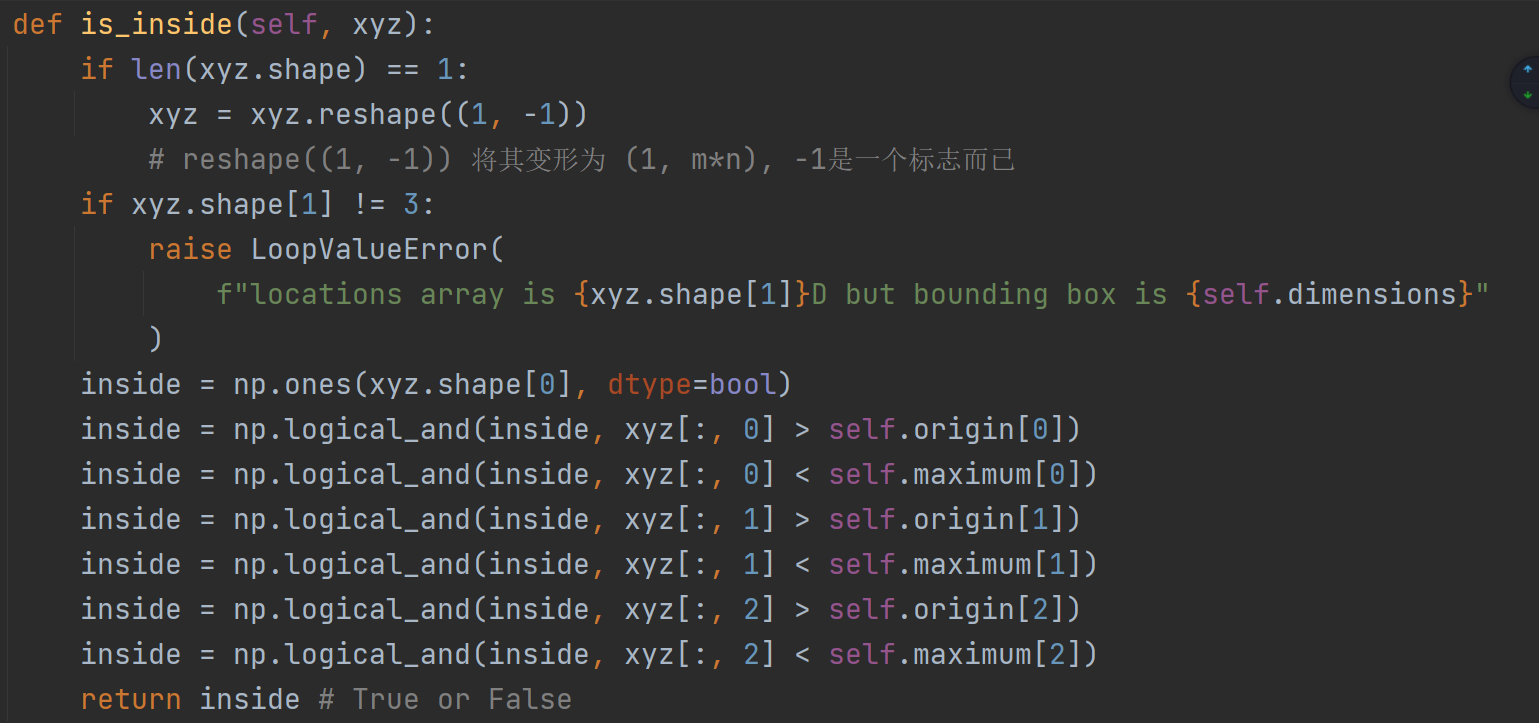 def is_inside(self, xyz):
    if len(xyz.shape) == 1:
        xyz = xyz.reshape((1, -1))
        # reshape((1, -1)) 将其变形为 (1, m*n), -1是一个标志而已
    if xyz.shape[1] != 3:
        raise LoopValueError(
            f"locations array is {xyz.shape[1]}D but bounding box is {self.dimensions}"
        )
    inside = np.ones(xyz.shape[0], dtype=bool)
    inside = np.logical_and(inside, xyz[:, 0] > self.origin[0])
    inside = np.logical_and(inside, xyz[:, 0] < self.maximum[0])
    inside = np.logical_and(inside, xyz[:, 1] > self.origin[1])
    inside = np.logical_and(inside, xyz[:, 1] < self.maximum[1])
    inside = np.logical_and(inside, xyz[:, 2] > self.origin[2])
    inside = np.logical_and(inside, xyz[:, 2] < self.maximum[2])
    return inside # True or False